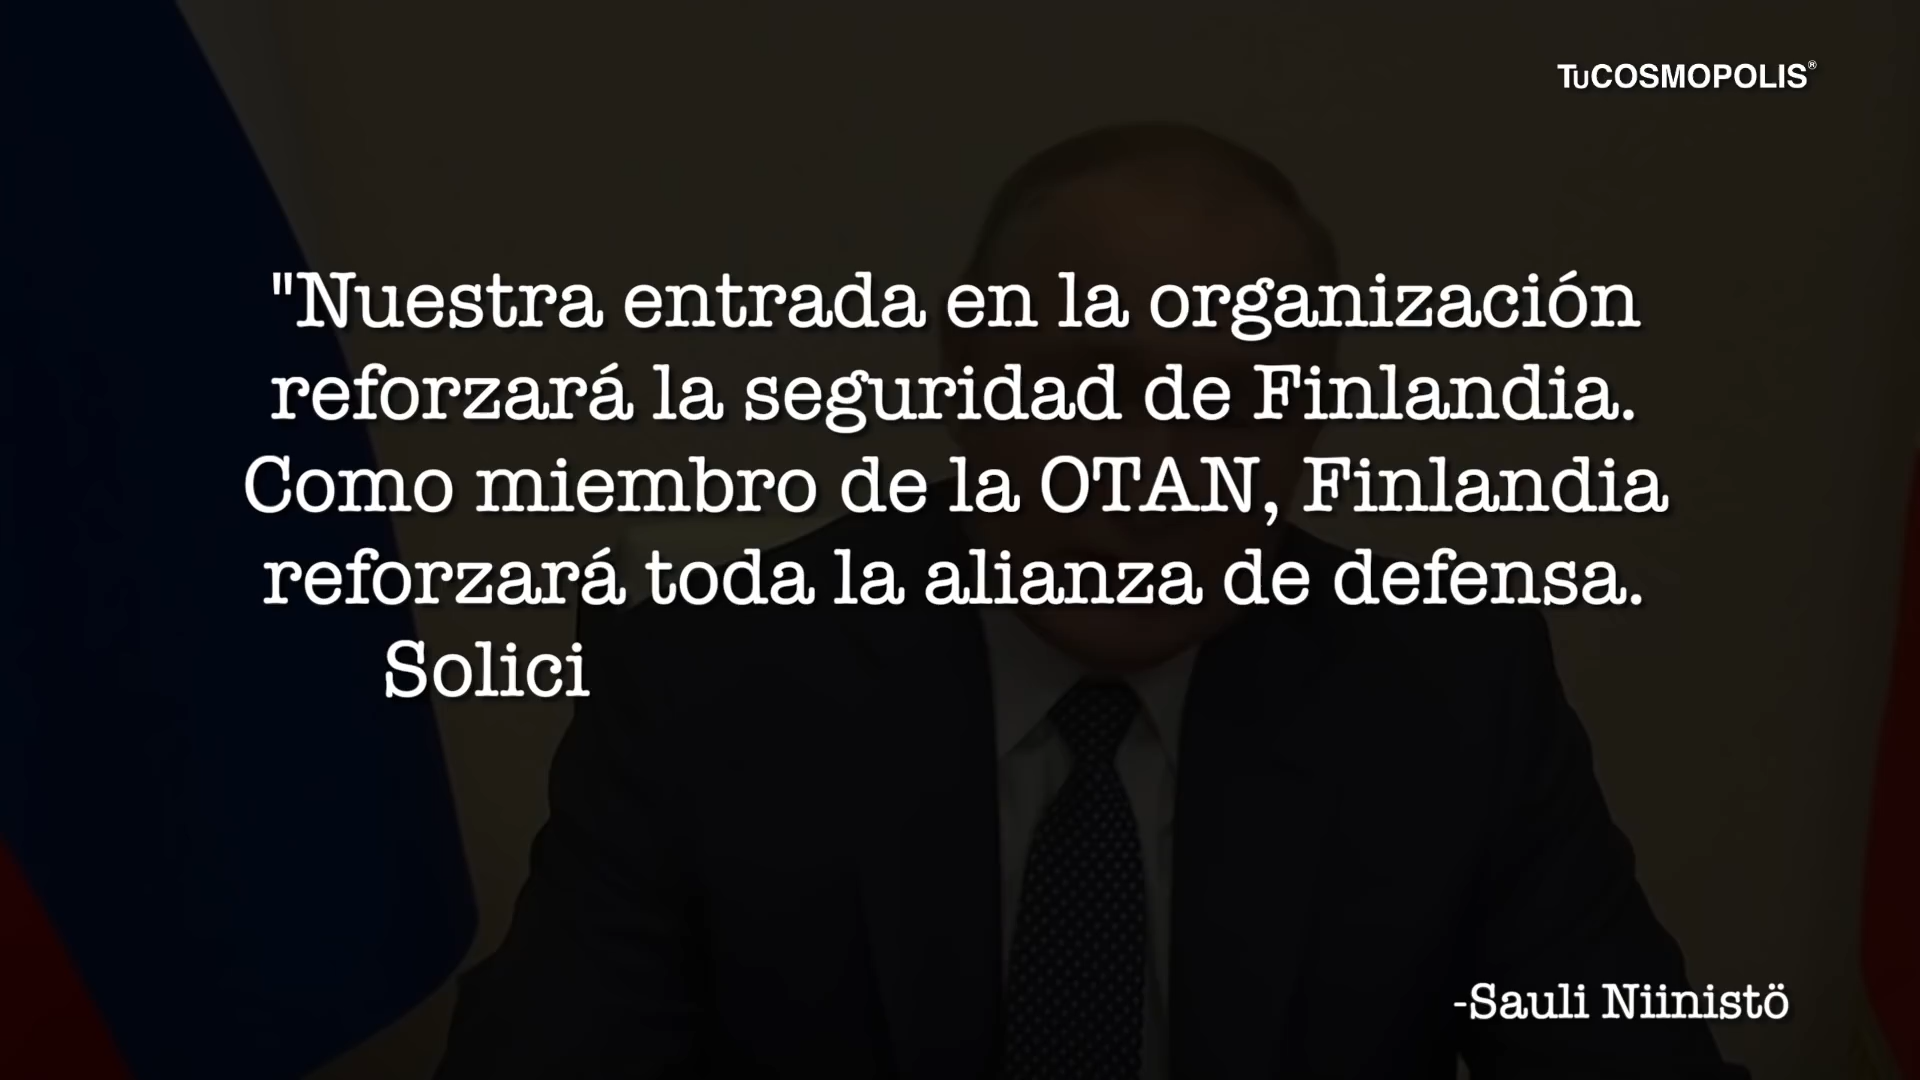 TuCOSMOPOLIS®
"Nuestra entrada en la organización
reforzará la seguridad de Finlandia.
Como miembro de la OTAN, Finlandia
reforzará toda la alianza de defensa.
Solici
-Sauli Niinistö